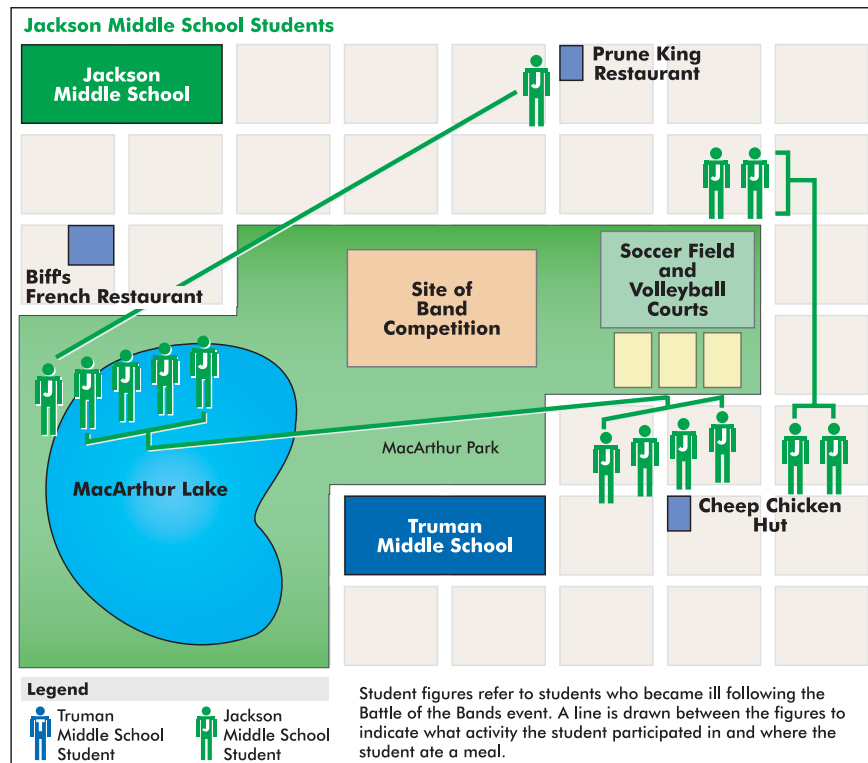 Jackson Middle School Students
Jackson
Middle School
Prune King
Restaurant
J
J
J
Biff's
French Restaurant
Site of
Band
Competition
Soccer Field
and
Volleyball
Courts
J
J
J
J
J
MacArthur Park
J
J
J
J
J
J
MacArthur Lake
Truman
Middle School
Cheep Chicken
Hut
Legend
T
Truman
Middle School
Student
J
Jackson
Middle School
Student
Student figures refer to students who became ill following the
Battle of the Bands event. A line is drawn between the figures to
indicate what activity the student participated in and where the
student ate a meal.